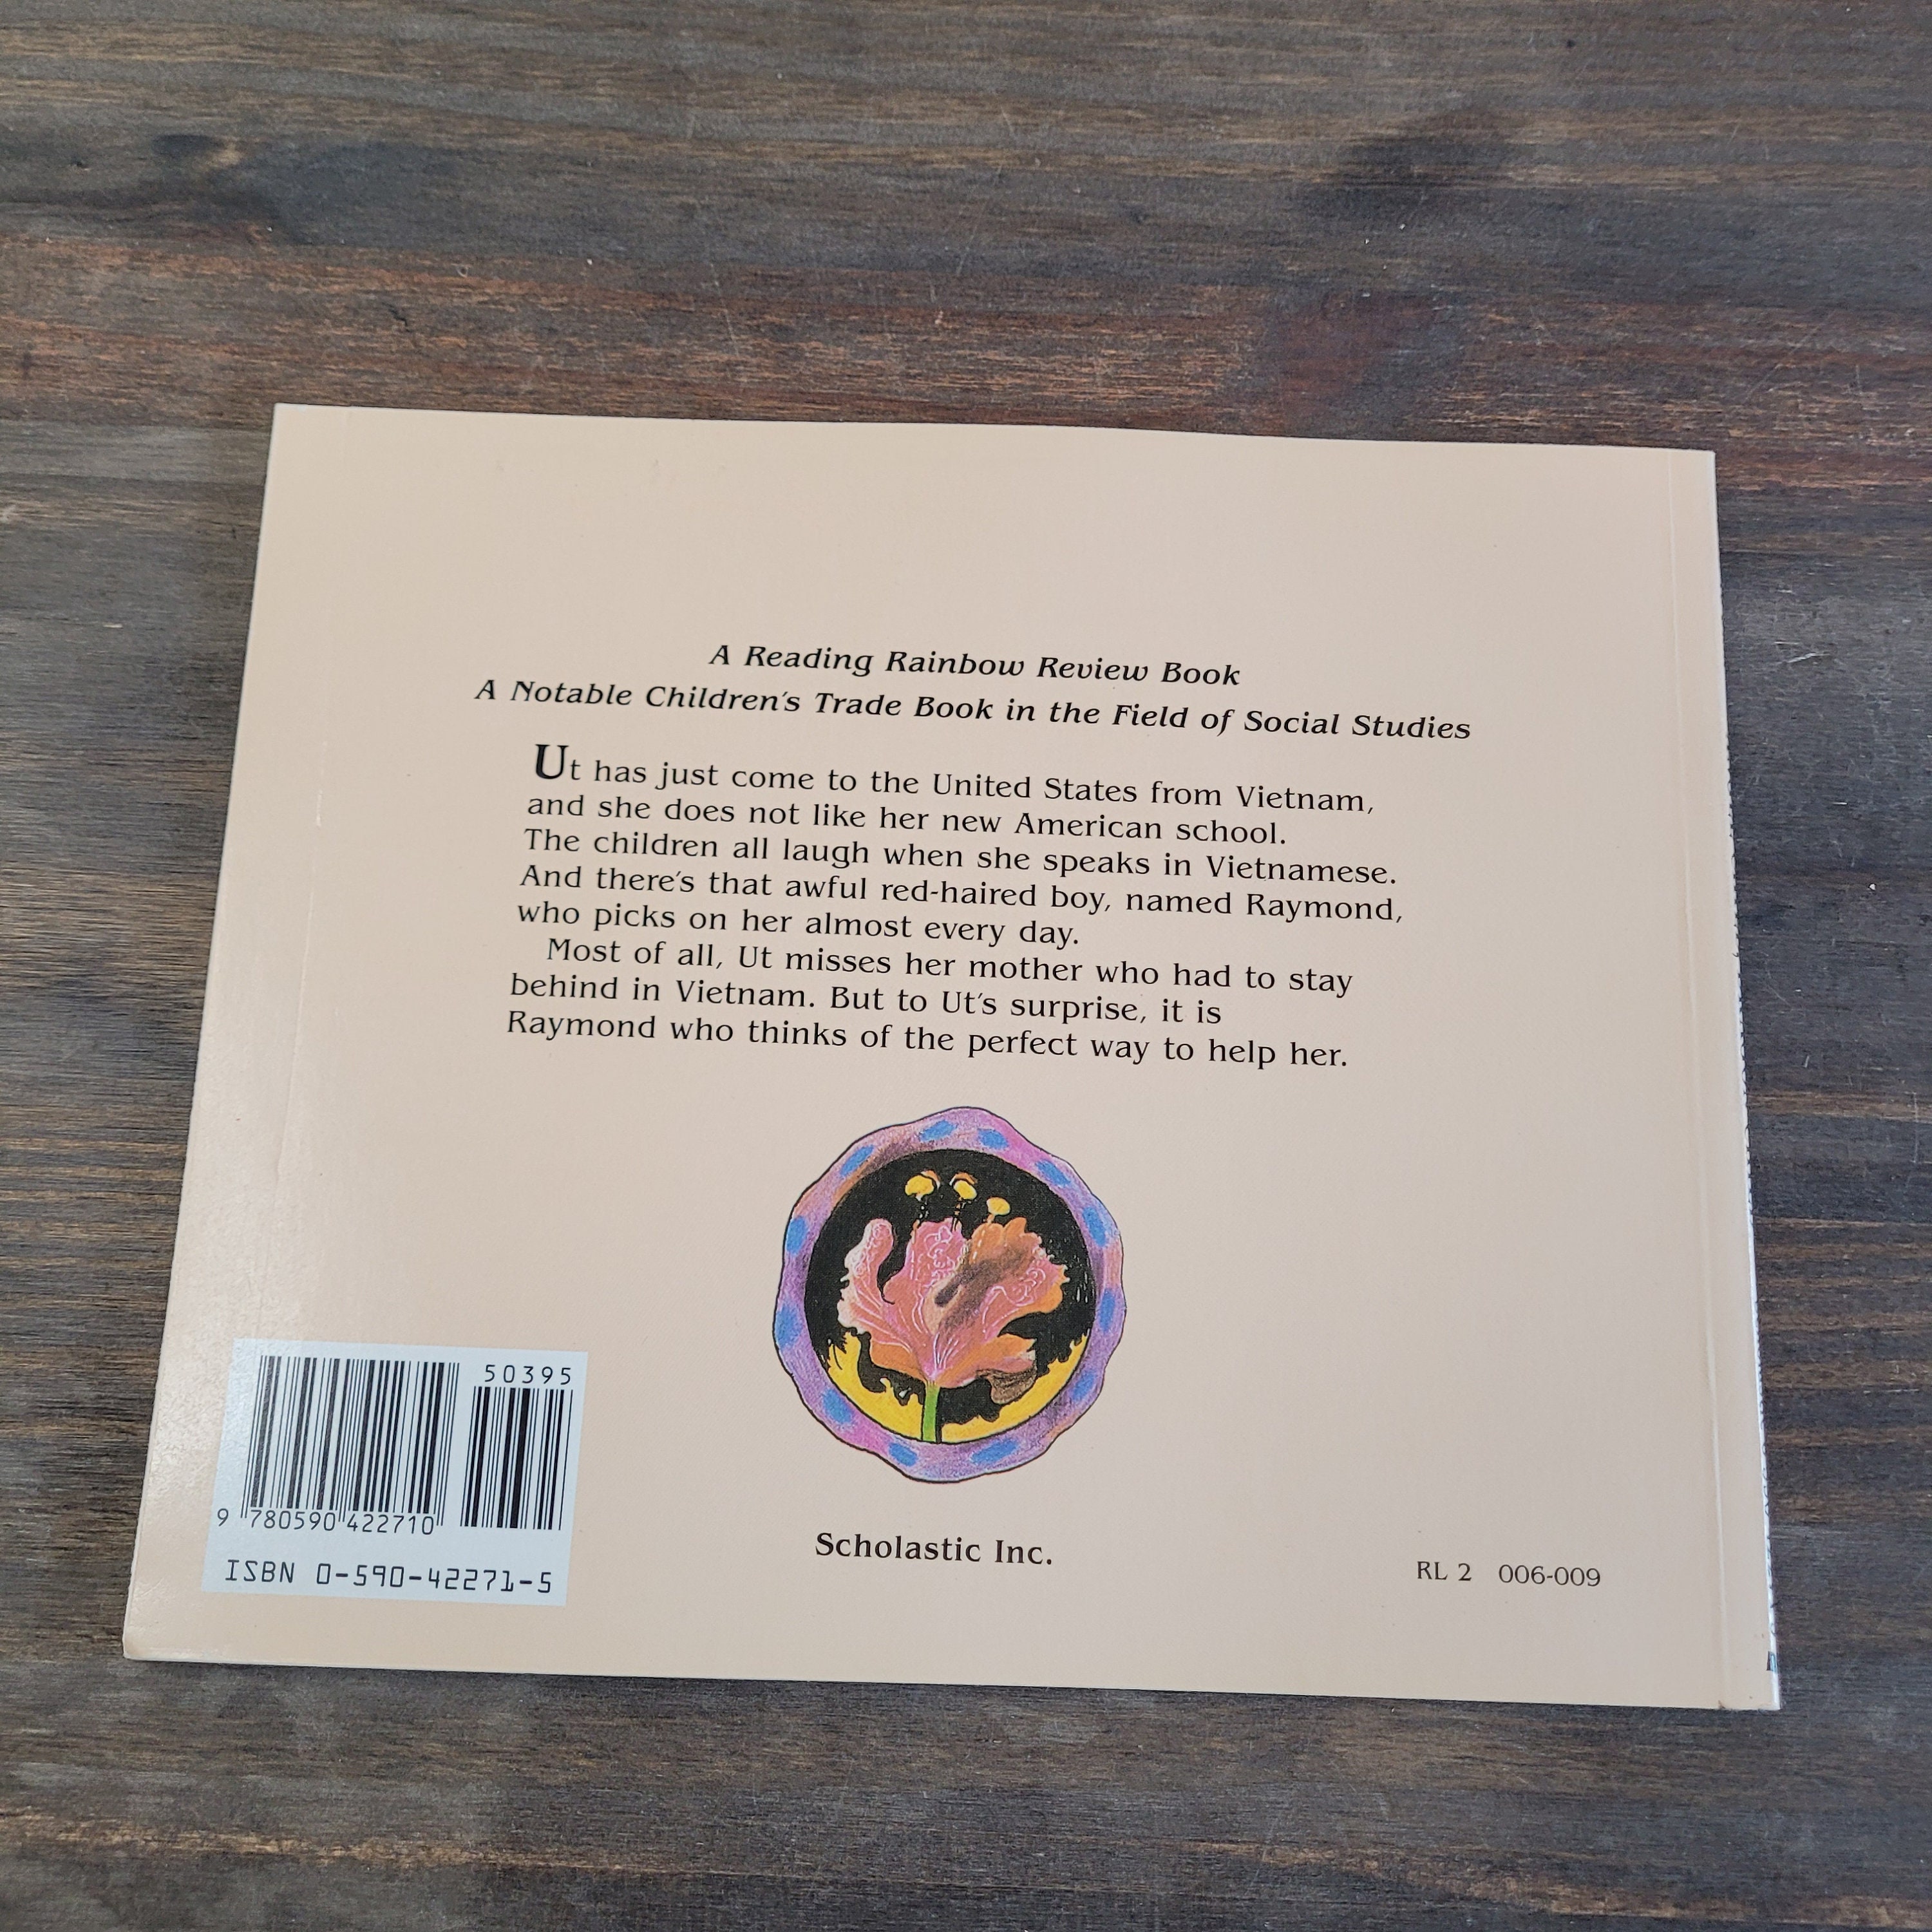 A Reading Rainbow Review Book
A Notable Children's Trade Book in the Field of Social Studies
Ut has just come to the United States from Vietnam,
and she does not like her new American school.
The children all laugh when she speaks in Vietnamese.
And there's that awful red-haired boy, named Raymond,
who picks on her almost every day.
Most of all, Ut misses her mother who had to stay
behind in Vietnam. But to Ut's surprise, it is
Raymond who thinks of the perfect way to help her.
50395
9 780590 422710
ISBN 0-590-42271-5
Scholastic Inc.
RL 2 006-009